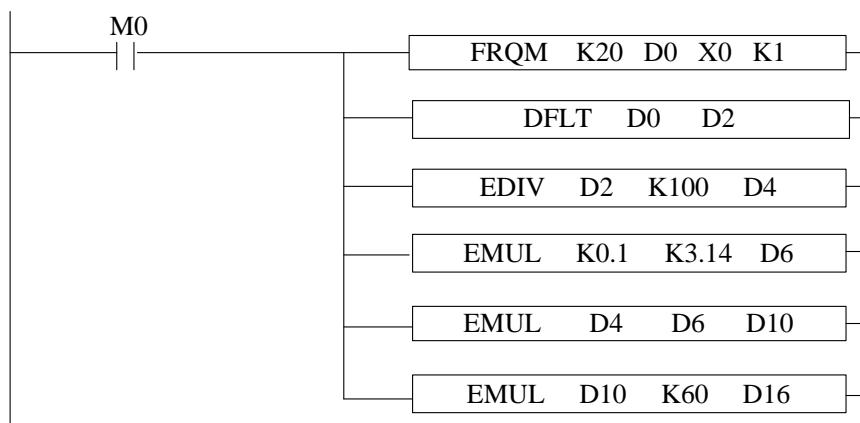 M0
FRQM K20 D0 X0 K1
DFLT D0 D2
EDIV D2 K100 D4
EMUL K0.1 K3.14 D6
EMUL D4 D6 D10
EMUL D10 K60 D16